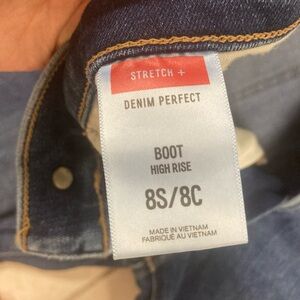 STRETCH +
DENIM PERFECT
BOOT
HIGH RISE
8S/8C
MADE IN VIETNAM
FABRIQUÉ AU VIETNAM